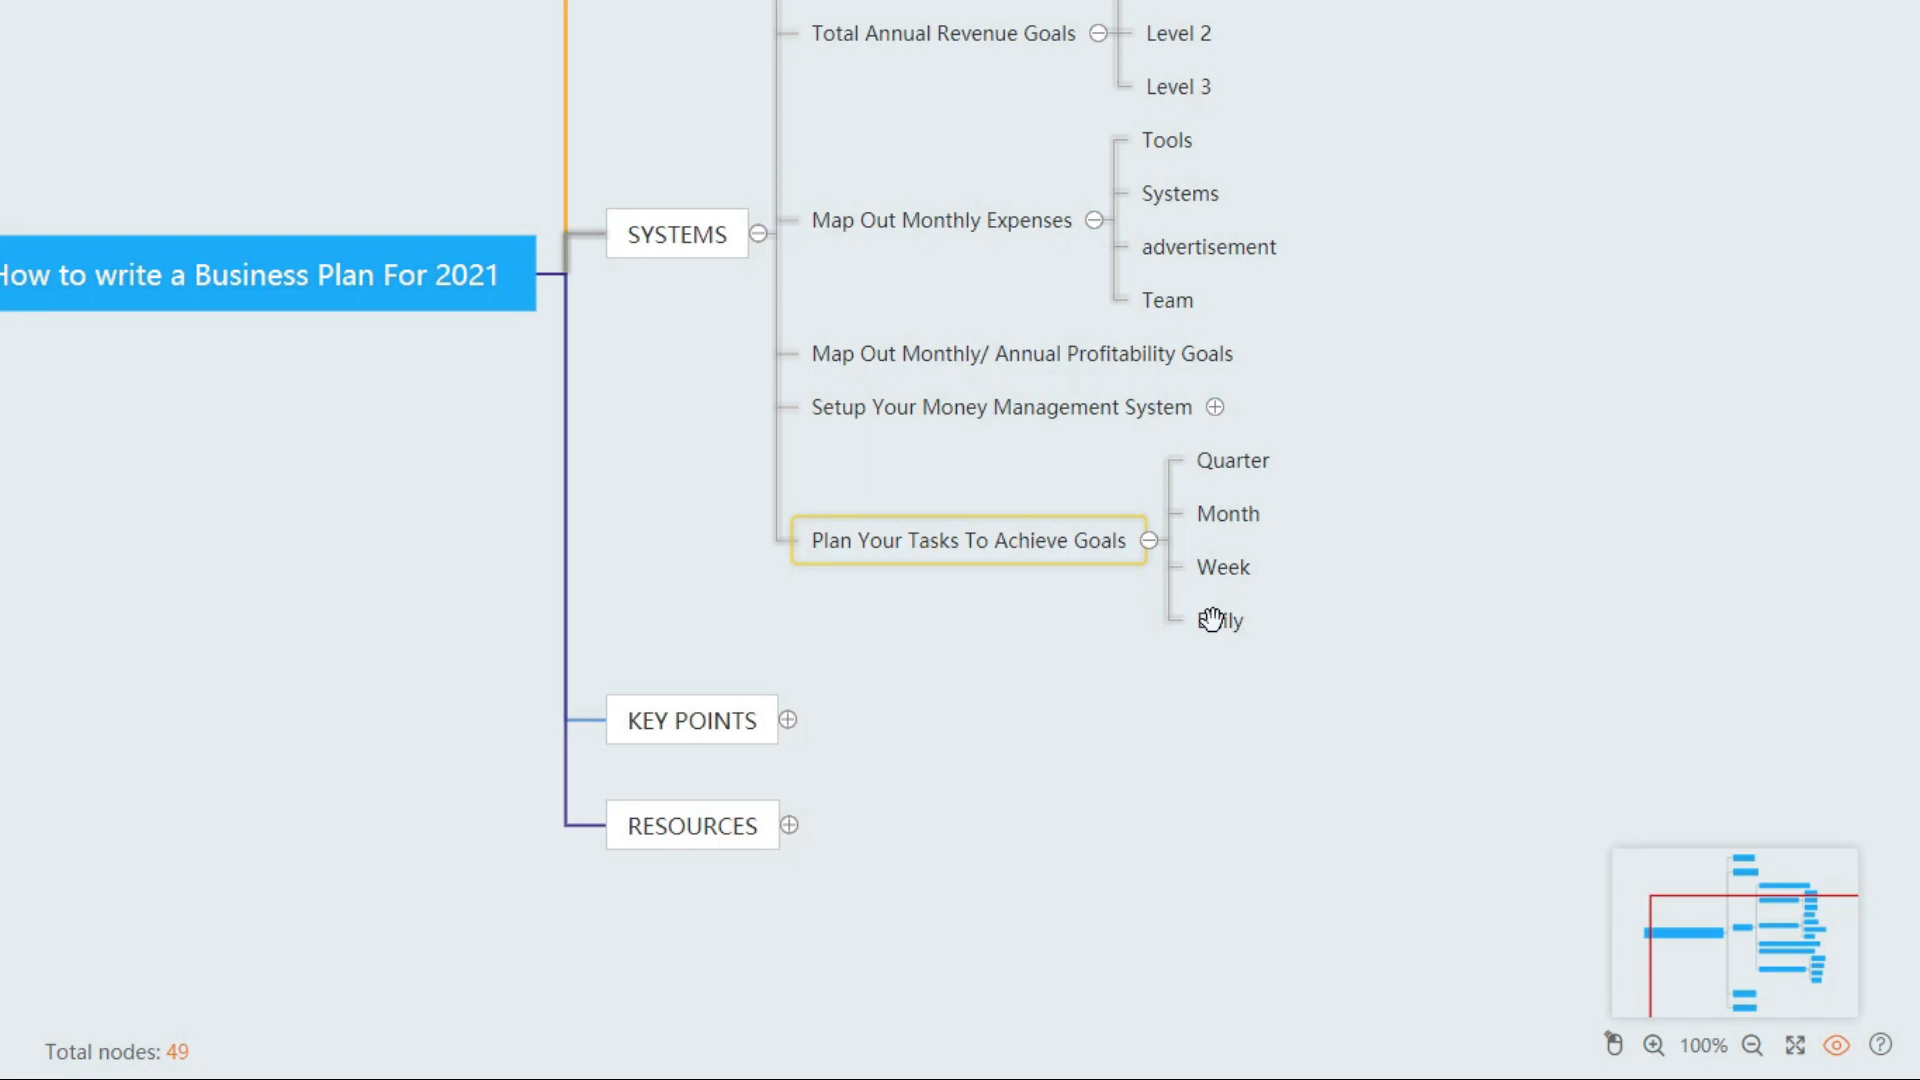 Total Annual Revenue Goals
Level 2
Level 3
Tools
Systems
Map Out Monthly Expenses
advertisement
Team
SYSTEMS
How to write a Business Plan For 2021
Map Out Monthly/ Annual Profitability Goals
Setup Your Money Management System
Quarter
Month
Plan Your Tasks To Achieve Goals
Week
Daily
KEY POINTS
RESOURCES
Total nodes: 49
100%